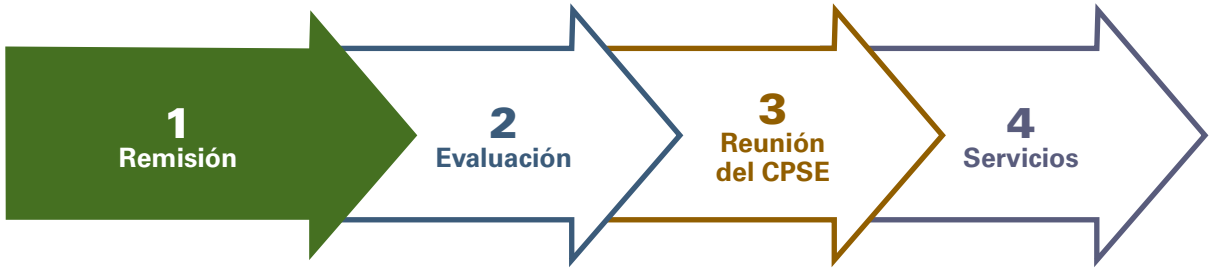 1
Remisión
2
Evaluación
3
Reunión
del CPSE
4
Servicios